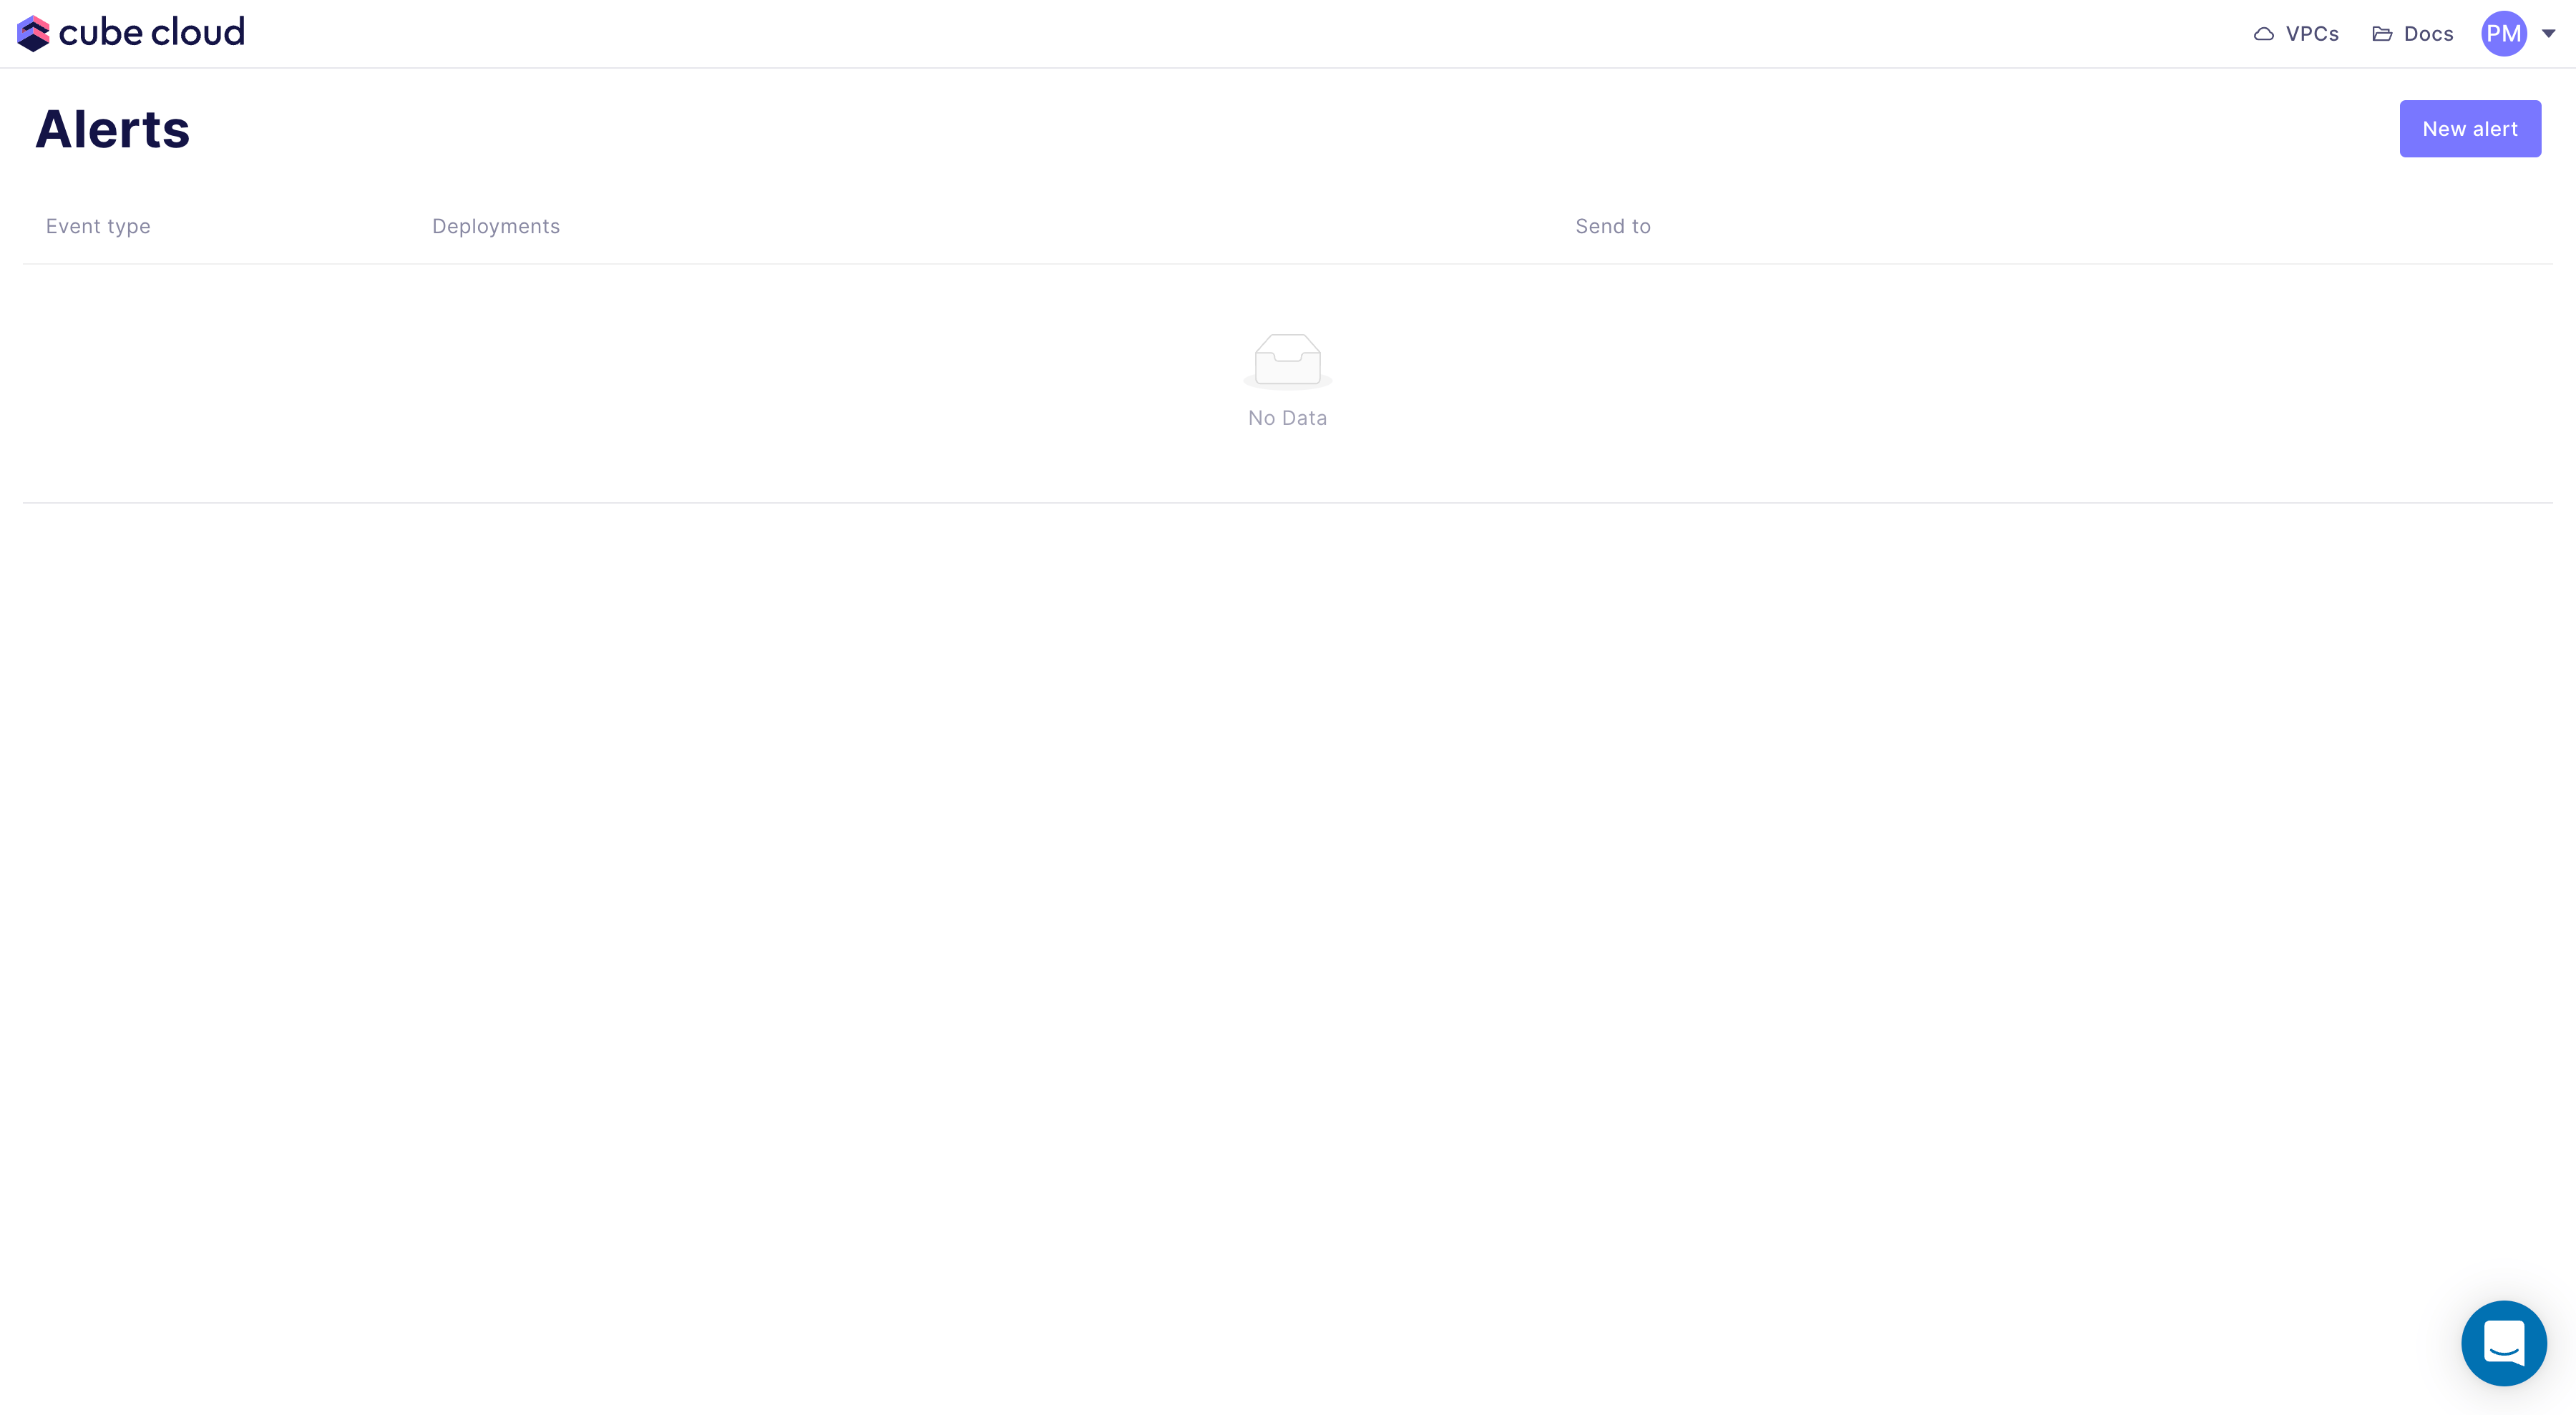 cube cloud
VPCs
Docs
PM
Alerts
New alert
Event type
Deployments
Send to
No Data